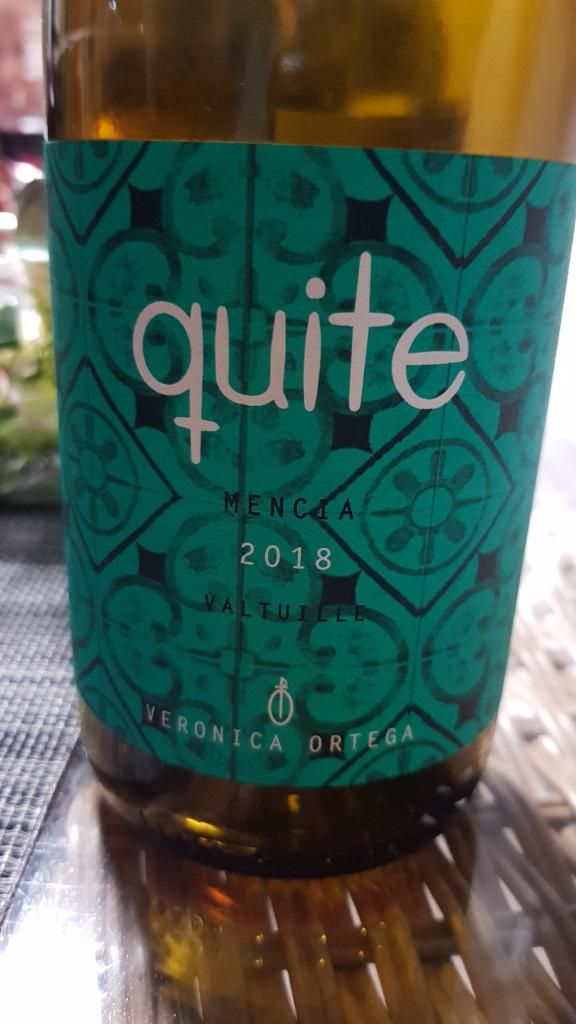 quite
MENCIA
2018
VALTUILLE
VERONICA ORTEGA